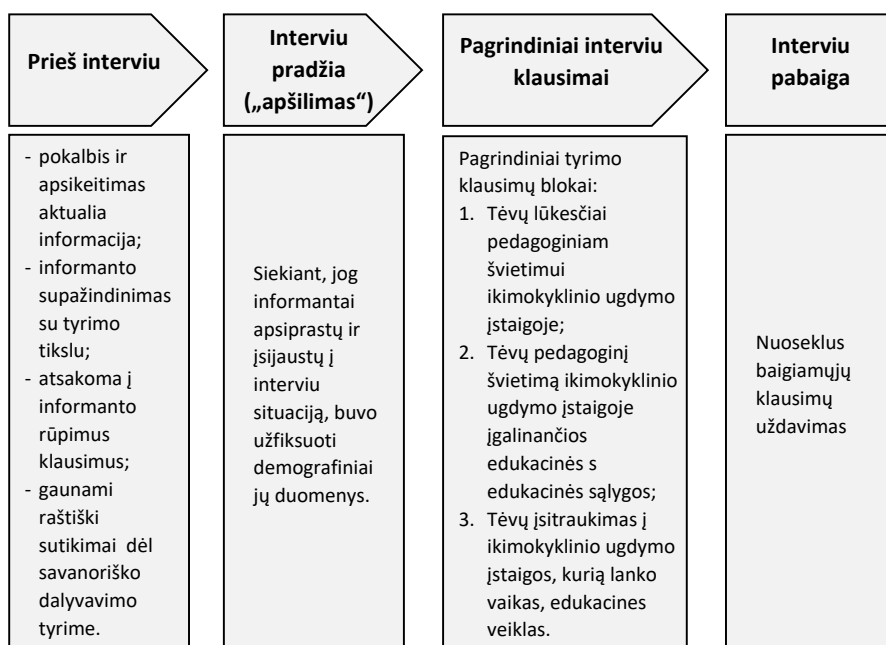 Prieš interviu
Interviu
pradžia
(„apšilimas“)
Pagrindiniai interviu
klausimai
Interviu
pabaiga
- pokalbis ir
apsikeitimas
aktualia
informacija;
- informanto
supažindinimas
su tyrimo
tikslu;
- atsakoma į
informanto
rūpimus
klausimus;
- gaunami
raštiški
sutikimai dėl
savanoriško
dalyvavimo
tyrime.
Siekiant, jog
informantai
apsiprastų ir
įsijaustų į
interviu
situaciją, buvo
užfiksuoti
demografiniai
jų duomenys.
Pagrindiniai tyrimo
klausimų blokai:
1. Tėvų lūkesčiai
pedagoginiam
švietimui
ikimokyklinio ugdymo
įstaigoje;
2. Tėvų pedagoginį
švietimą ikimokyklinio
ugdymo įstaigoje
įgalinančios
edukacinės s
edukacinės sąlygos;
3. Tėvų įsitraukimas į
ikimokyklinio ugdymo
įstaigos, kurią lanko
vaikas, edukacines
veiklas.
Nuoseklus
baigiamųjų
klausimų
uždavimas